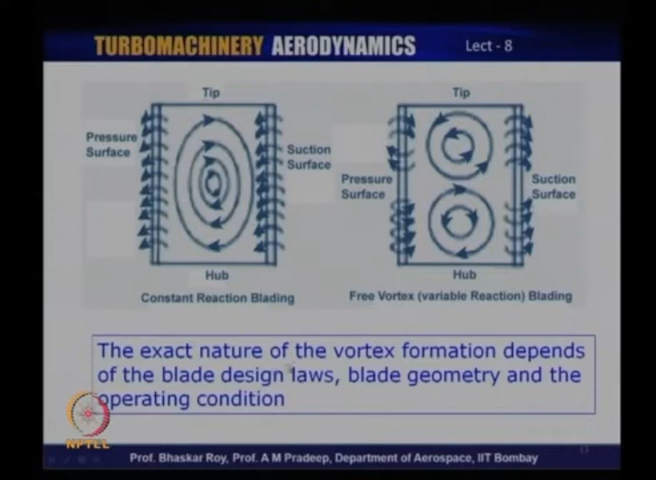 TURBOMACHINERY AERODYNAMICS Lect - 8
Tip
Tip
Pressure
Surface
Suction
Surface
Pressure
Surface
Suction
Surface
Hub
Hub
Constant Reaction Blading
Free Vortex (variable Reaction) Blading
The exact nature of the vortex formation depends
of the blade design laws, blade geometry and the
operating condition
NPTEL
Prof. Bhaskar Roy, Prof. A M Pradeep, Department of Aerospace, IIT Bombay